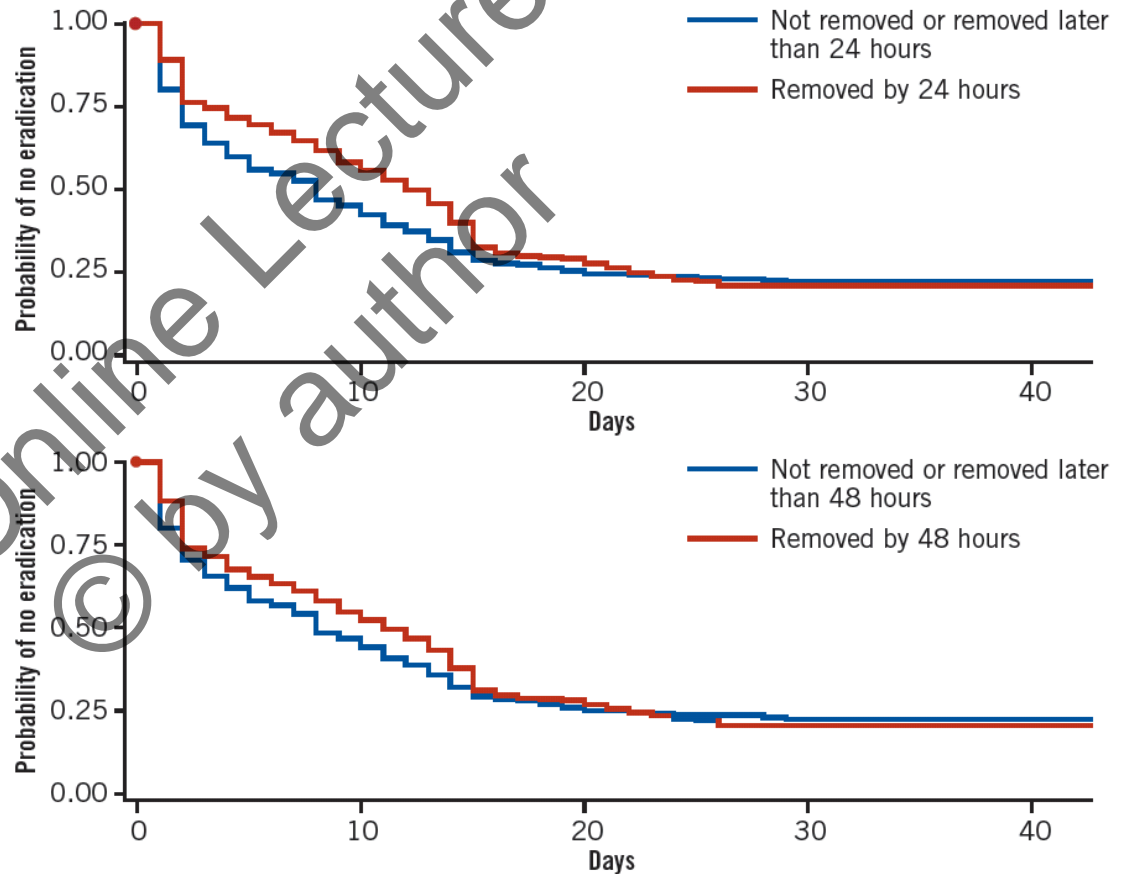 Not removed or removed later
than 24 hours
Removed by 24 hours
Probability of no eradication
1.00
0.75
0.50
0.25
0.00
0
10
20
30
40
Days
Not removed or removed later
than 48 hours
Removed by 48 hours
Probability of no eradication
1.00
0.75
0.50
0.25
0.00
0
10
20
30
40
Days
Lecture
© by author